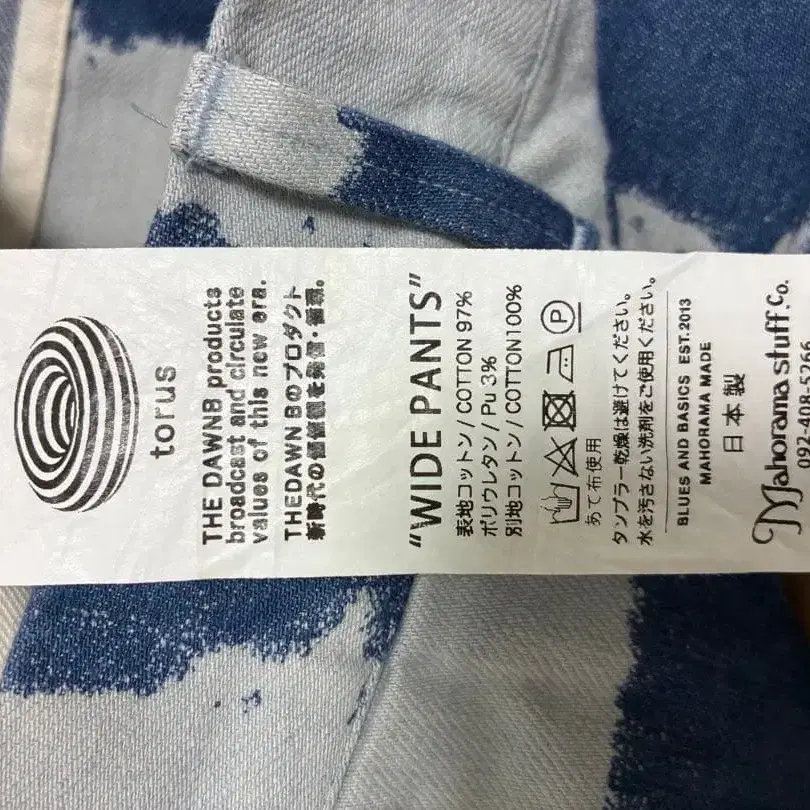 torus
THE DAWNB products
broadcast and circulate
values of this new era.
THEDAWN Bのプロダクト
新時代の価値観を発信・循環。
“WIDE PANTS”
表地コットン/COTTON 97%
ポリウレタン/Pu 3%
別地コットン/COTTON100%
P
あて布使用
タンブラー乾燥は避けてください。
水を汚さない洗剤をご使用ください。
BLUES AND BASICS EST.2013
MAHORAMA MADE
日本製
Mahorama stuff.Co.